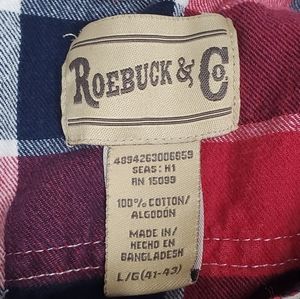 ROEBUCK & CO.
4894263006659
SEAS: H1
RN 15099
100% COTTON/
ALGODON
MADE IN/
HECHO EN
BANGLADESH
L/G (41-43)